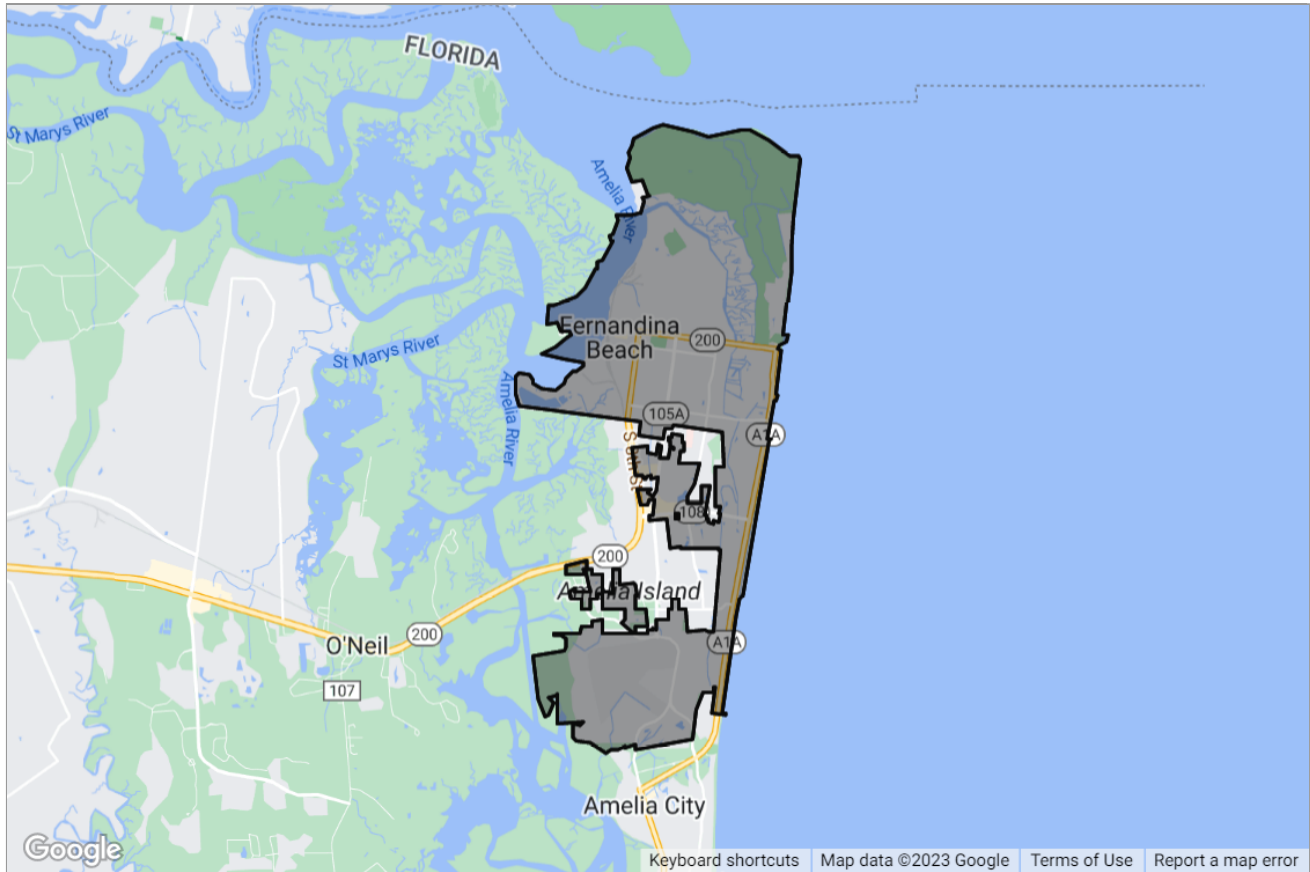 FLORIDA
St Marys River
Amelia River
Fernandina
Beach
200
St Marys River
Amelia River
105A
A1A
S 8th St
108
200
Amelia Island
O'Neil
200
A1A
107
Amelia City
Google
Keyboard shortcuts
Map data ©2023 Google
Terms of Use
Report a map error